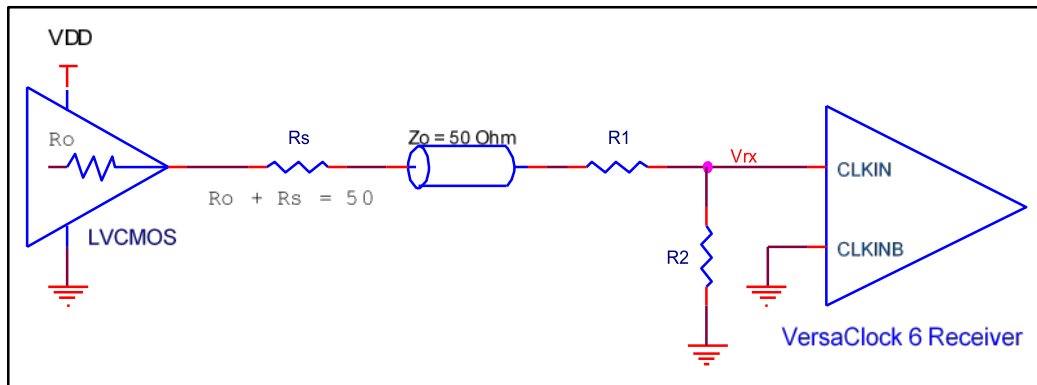 VDD
Ro
Rs
Zo = 50 Ohm
R1
Vrx
CLKIN
Ro + Rs = 50
LVCMOS
R2
CLKINB
VersaClock 6 Receiver